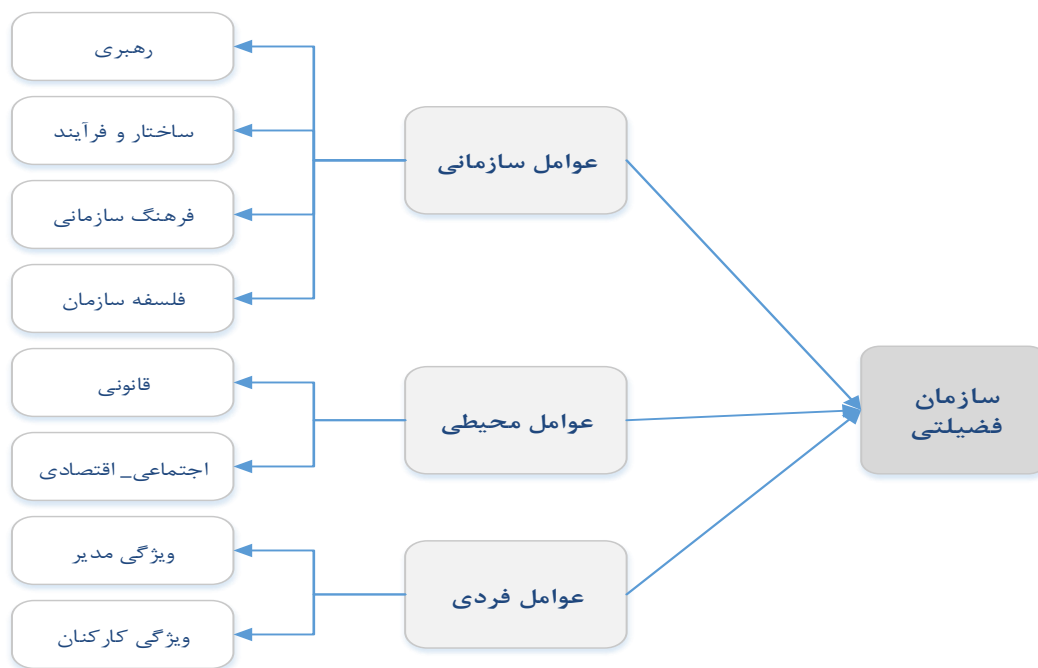 رهبری
ساختار و فرآیند
فرهنگ سازمانی
فلسفه سازمان
قانونی
اجتماعی_ اقتصادی
ویژگی مدیر
ویژگی کارکنان
عوامل سازمانی
عوامل محیطی
عوامل فردی
سازمان
فضیلتی